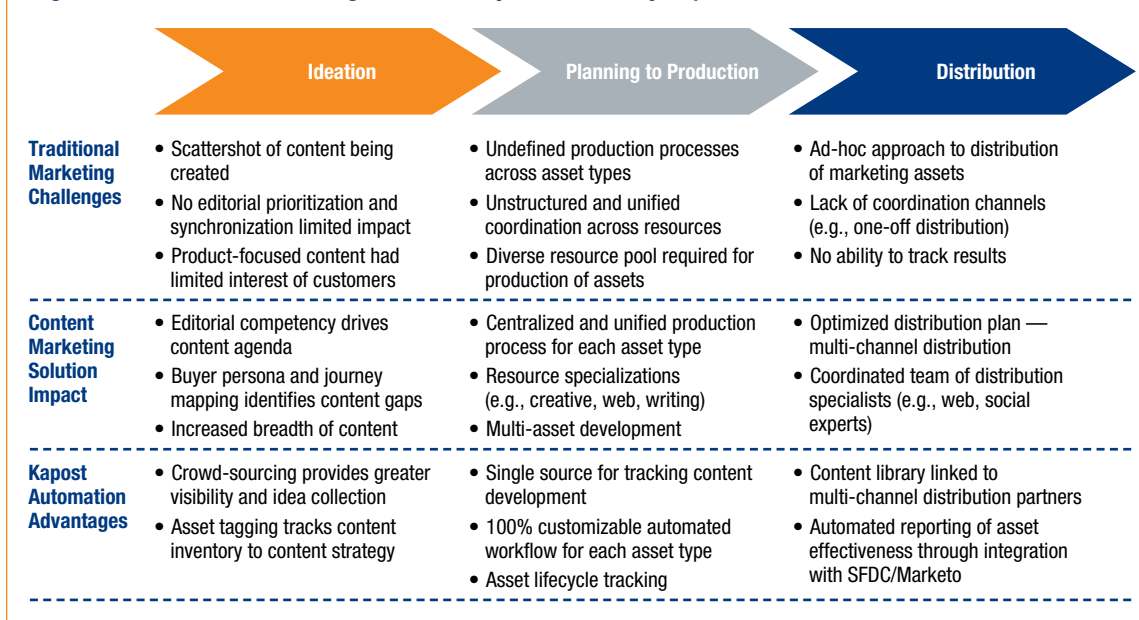 Ideation
Planning to Production
Distribution
Traditional
Marketing
Challenges
• Scattershot of content being
created
• No editorial prioritization and
synchronization limited impact
• Product-focused content had
limited interest of customers
• Undefined production processes
across asset types
• Unstructured and unified
coordination across resources
• Diverse resource pool required for
production of assets
• Ad-hoc approach to distribution
of marketing assets
• Lack of coordination channels
(e.g., one-off distribution)
• No ability to track results
Content
Marketing
Solution
Impact
• Editorial competency drives
content agenda
• Buyer persona and journey
mapping identifies content gaps
• Increased breadth of content
• Centralized and unified production
process for each asset type
• Resource specializations
(e.g., creative, web, writing)
• Multi-asset development
• Optimized distribution plan —
multi-channel distribution
• Coordinated team of distribution
specialists (e.g., web, social
experts)
Kapost
Automation
Advantages
• Crowd-sourcing provides greater
visibility and idea collection
• Asset tagging tracks content
inventory to content strategy
• Single source for tracking content
development
• 100% customizable automated
workflow for each asset type
• Asset lifecycle tracking
• Content library linked to
multi-channel distribution partners
• Automated reporting of asset
effectiveness through integration
with SFDC/Marketo